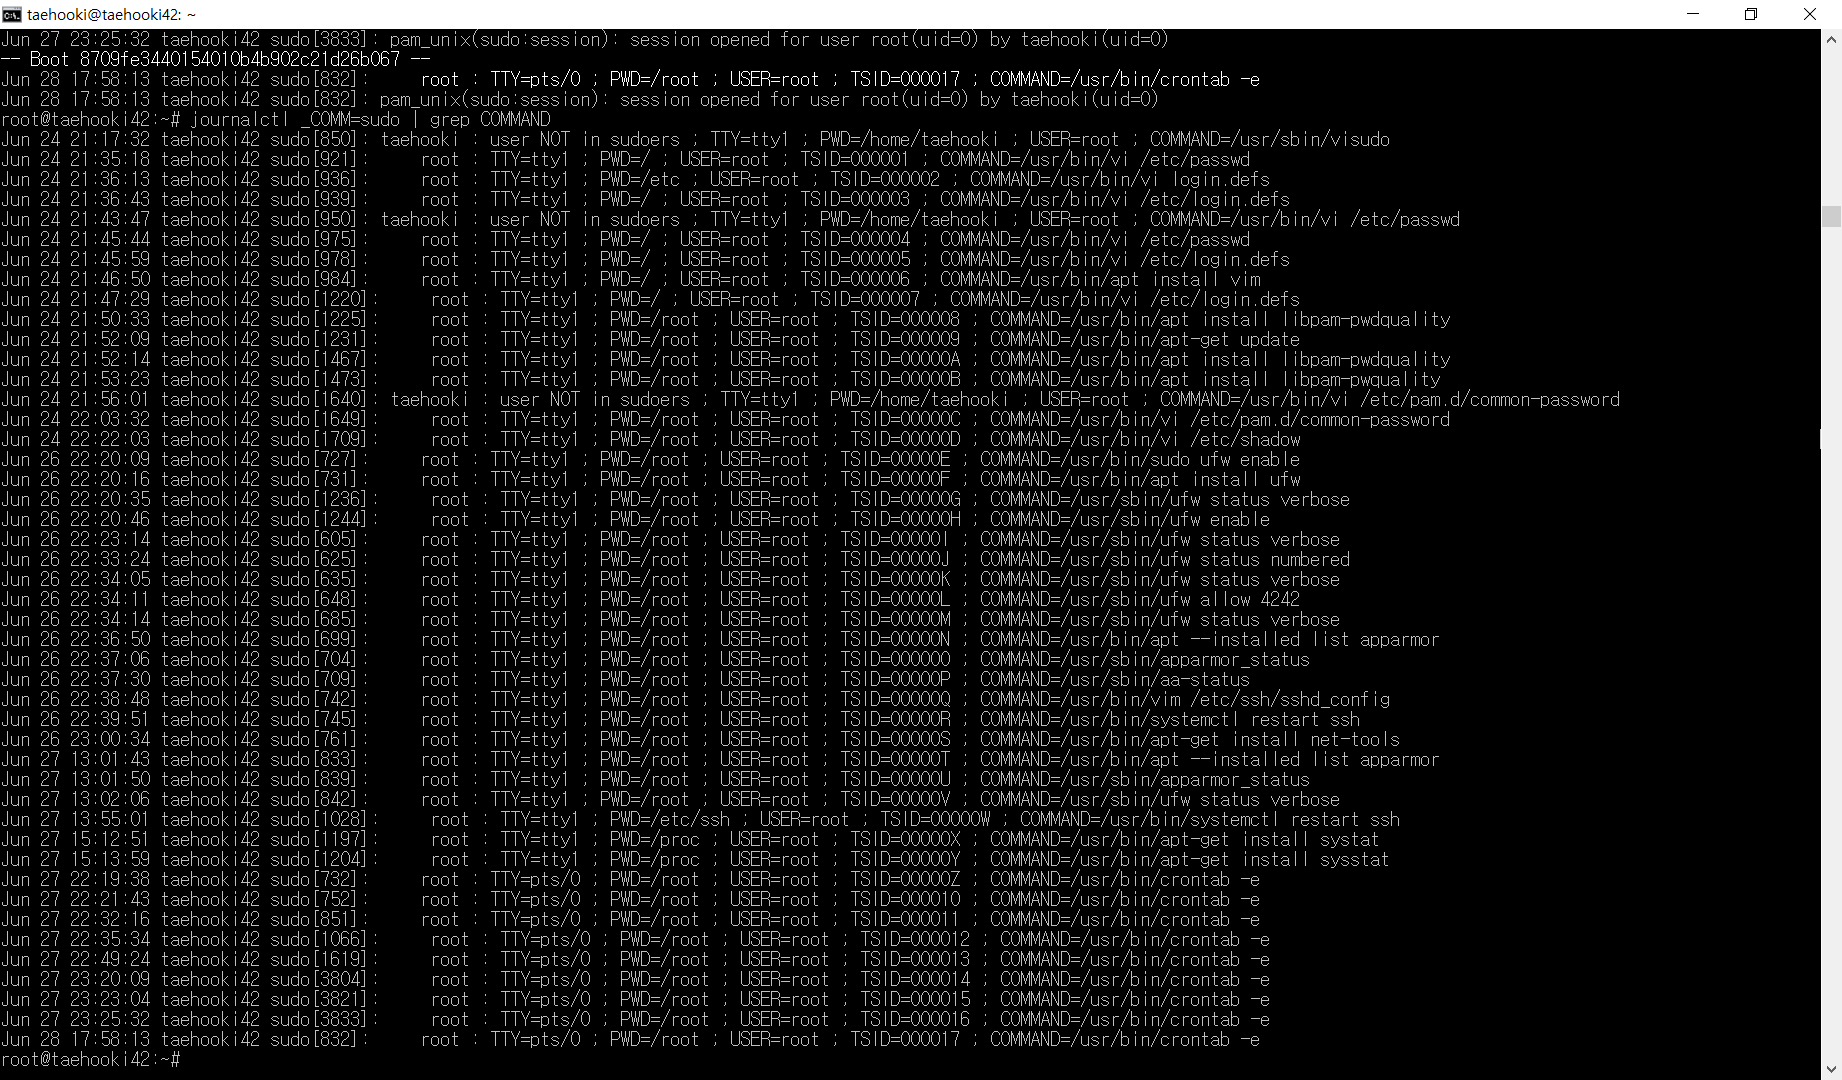 taehooki@taehooki42: ~
Jun 27 23:25:32 taehooki42 sudo[3833]: pam_unix(sudo:session): session opened for user root(uid=0) by taehooki(uid=0)
-- Boot 8709fe3440154010b4b902c21d26b067 --
Jun 28 17:58:13 taehooki42 sudo[832]:     root : TTY=pts/0 ; PWD=/root ; USER=root ; TSID=000017 ; COMMAND=/usr/bin/crontab -e
Jun 28 17:58:13 taehooki42 sudo[832]: pam_unix(sudo:session): session opened for user root(uid=0) by taehooki(uid=0)
root@taehooki42:~# journalctl _COMM=sudo | grep COMMAND
Jun 24 21:17:32 taehooki42 sudo[850]: taehooki : user NOT in sudoers ; TTY=tty1 ; PWD=/home/taehooki ; USER=root ; COMMAND=/usr/sbin/visudo
Jun 24 21:35:18 taehooki42 sudo[921]:     root : TTY=tty1 ; PWD=/ ; USER=root ; TSID=000001 ; COMMAND=/usr/bin/vi /etc/passwd
Jun 24 21:36:13 taehooki42 sudo[936]:     root : TTY=tty1 ; PWD=/etc ; USER=root ; TSID=000002 ; COMMAND=/usr/bin/vi login.defs
Jun 24 21:36:43 taehooki42 sudo[939]:     root : TTY=tty1 ; PWD=/ ; USER=root ; TSID=000003 ; COMMAND=/usr/bin/vi /etc/login.defs
Jun 24 21:43:47 taehooki42 sudo[950]: taehooki : user NOT in sudoers ; TTY=tty1 ; PWD=/home/taehooki ; USER=root ; COMMAND=/usr/bin/vi /etc/passwd
Jun 24 21:45:44 taehooki42 sudo[975]:     root : TTY=tty1 ; PWD=/ ; USER=root ; TSID=000004 ; COMMAND=/usr/bin/vi /etc/passwd
Jun 24 21:45:59 taehooki42 sudo[978]:     root : TTY=tty1 ; PWD=/ ; USER=root ; TSID=000005 ; COMMAND=/usr/bin/vi /etc/login.defs
Jun 24 21:46:50 taehooki42 sudo[984]:     root : TTY=tty1 ; PWD=/ ; USER=root ; TSID=000006 ; COMMAND=/usr/bin/apt install vim
Jun 24 21:47:29 taehooki42 sudo[1220]:     root : TTY=tty1 ; PWD=/ ; USER=root ; TSID=000007 ; COMMAND=/usr/bin/vi /etc/login.defs
Jun 24 21:50:33 taehooki42 sudo[1225]:     root : TTY=tty1 ; PWD=/root ; USER=root ; TSID=000008 ; COMMAND=/usr/bin/apt install libpam-pwdquality
Jun 24 21:52:09 taehooki42 sudo[1231]:     root : TTY=tty1 ; PWD=/root ; USER=root ; TSID=000009 ; COMMAND=/usr/bin/apt-get update
Jun 24 21:52:14 taehooki42 sudo[1467]:     root : TTY=tty1 ; PWD=/root ; USER=root ; TSID=00000A ; COMMAND=/usr/bin/apt install libpam-pwdquality
Jun 24 21:53:23 taehooki42 sudo[1473]:     root : TTY=tty1 ; PWD=/root ; USER=root ; TSID=00000B ; COMMAND=/usr/bin/apt install libpam-pwquality
Jun 24 21:56:01 taehooki42 sudo[1640]: taehooki : user NOT in sudoers ; TTY=tty1 ; PWD=/home/taehooki ; USER=root ; COMMAND=/usr/bin/vi /etc/pam.d/common-password
Jun 24 22:03:32 taehooki42 sudo[1649]:     root : TTY=tty1 ; PWD=/root ; USER=root ; TSID=00000C ; COMMAND=/usr/bin/vi /etc/pam.d/common-password
Jun 24 22:22:03 taehooki42 sudo[1709]:     root : TTY=tty1 ; PWD=/root ; USER=root ; TSID=00000D ; COMMAND=/usr/bin/vi /etc/shadow
Jun 26 22:20:09 taehooki42 sudo[727]:     root : TTY=tty1 ; PWD=/root ; USER=root ; TSID=00000E ; COMMAND=/usr/bin/sudo ufw enable
Jun 26 22:20:16 taehooki42 sudo[731]:     root : TTY=tty1 ; PWD=/root ; USER=root ; TSID=00000F ; COMMAND=/usr/bin/apt install ufw
Jun 26 22:20:35 taehooki42 sudo[1236]:     root : TTY=tty1 ; PWD=/root ; USER=root ; TSID=00000G ; COMMAND=/usr/sbin/ufw status verbose
Jun 26 22:20:46 taehooki42 sudo[1244]:     root : TTY=tty1 ; PWD=/root ; USER=root ; TSID=00000H ; COMMAND=/usr/sbin/ufw enable
Jun 26 22:23:14 taehooki42 sudo[605]:     root : TTY=tty1 ; PWD=/root ; USER=root ; TSID=00000I ; COMMAND=/usr/sbin/ufw status verbose
Jun 26 22:33:24 taehooki42 sudo[625]:     root : TTY=tty1 ; PWD=/root ; USER=root ; TSID=00000J ; COMMAND=/usr/sbin/ufw status numbered
Jun 26 22:34:05 taehooki42 sudo[635]:     root : TTY=tty1 ; PWD=/root ; USER=root ; TSID=00000K ; COMMAND=/usr/sbin/ufw status verbose
Jun 26 22:34:11 taehooki42 sudo[648]:     root : TTY=tty1 ; PWD=/root ; USER=root ; TSID=00000L ; COMMAND=/usr/sbin/ufw allow 4242
Jun 26 22:34:14 taehooki42 sudo[685]:     root : TTY=tty1 ; PWD=/root ; USER=root ; TSID=00000M ; COMMAND=/usr/sbin/ufw status verbose
Jun 26 22:36:50 taehooki42 sudo[699]:     root : TTY=tty1 ; PWD=/root ; USER=root ; TSID=00000N ; COMMAND=/usr/bin/apt --installed list apparmor
Jun 26 22:37:06 taehooki42 sudo[704]:     root : TTY=tty1 ; PWD=/root ; USER=root ; TSID=00000O ; COMMAND=/usr/sbin/apparmor_status
Jun 26 22:37:30 taehooki42 sudo[709]:     root : TTY=tty1 ; PWD=/root ; USER=root ; TSID=00000P ; COMMAND=/usr/sbin/aa-status
Jun 26 22:38:48 taehooki42 sudo[742]:     root : TTY=tty1 ; PWD=/root ; USER=root ; TSID=00000Q ; COMMAND=/usr/bin/vim /etc/ssh/sshd_config
Jun 26 22:39:51 taehooki42 sudo[745]:     root : TTY=tty1 ; PWD=/root ; USER=root ; TSID=00000R ; COMMAND=/usr/bin/systemctl restart ssh
Jun 26 23:00:34 taehooki42 sudo[761]:     root : TTY=tty1 ; PWD=/root ; USER=root ; TSID=00000S ; COMMAND=/usr/bin/apt-get install net-tools
Jun 27 13:01:43 taehooki42 sudo[833]:     root : TTY=tty1 ; PWD=/root ; USER=root ; TSID=00000T ; COMMAND=/usr/bin/apt --installed list apparmor
Jun 27 13:01:50 taehooki42 sudo[839]:     root : TTY=tty1 ; PWD=/root ; USER=root ; TSID=00000U ; COMMAND=/usr/sbin/apparmor_status
Jun 27 13:02:06 taehooki42 sudo[842]:     root : TTY=tty1 ; PWD=/root ; USER=root ; TSID=00000V ; COMMAND=/usr/sbin/ufw status verbose
Jun 27 13:55:01 taehooki42 sudo[1028]:     root : TTY=tty1 ; PWD=/etc/ssh ; USER=root ; TSID=00000W ; COMMAND=/usr/bin/systemctl restart ssh
Jun 27 15:12:51 taehooki42 sudo[1197]:     root : TTY=tty1 ; PWD=/proc ; USER=root ; TSID=00000X ; COMMAND=/usr/bin/apt-get install systat
Jun 27 15:13:59 taehooki42 sudo[1204]:     root : TTY=tty1 ; PWD=/proc ; USER=root ; TSID=00000Y ; COMMAND=/usr/bin/apt-get install sysstat
Jun 27 22:19:38 taehooki42 sudo[732]:     root : TTY=pts/0 ; PWD=/root ; USER=root ; TSID=00000Z ; COMMAND=/usr/bin/crontab -e
Jun 27 22:21:43 taehooki42 sudo[752]:     root : TTY=pts/0 ; PWD=/root ; USER=root ; TSID=000010 ; COMMAND=/usr/bin/crontab -e
Jun 27 22:32:16 taehooki42 sudo[851]:     root : TTY=pts/0 ; PWD=/root ; USER=root ; TSID=000011 ; COMMAND=/usr/bin/crontab -e
Jun 27 22:35:34 taehooki42 sudo[1066]:     root : TTY=pts/0 ; PWD=/root ; USER=root ; TSID=000012 ; COMMAND=/usr/bin/crontab -e
Jun 27 22:49:24 taehooki42 sudo[1619]:     root : TTY=pts/0 ; PWD=/root ; USER=root ; TSID=000013 ; COMMAND=/usr/bin/crontab -e
Jun 27 23:20:09 taehooki42 sudo[3804]:     root : TTY=pts/0 ; PWD=/root ; USER=root ; TSID=000014 ; COMMAND=/usr/bin/crontab -e
Jun 27 23:23:04 taehooki42 sudo[3821]:     root : TTY=pts/0 ; PWD=/root ; USER=root ; TSID=000015 ; COMMAND=/usr/bin/crontab -e
Jun 27 23:25:32 taehooki42 sudo[3833]:     root : TTY=pts/0 ; PWD=/root ; USER=root ; TSID=000016 ; COMMAND=/usr/bin/crontab -e
Jun 28 17:58:13 taehooki42 sudo[832]:     root : TTY=pts/0 ; PWD=/root ; USER=root ; TSID=000017 ; COMMAND=/usr/bin/crontab -e
root@taehooki42:~#